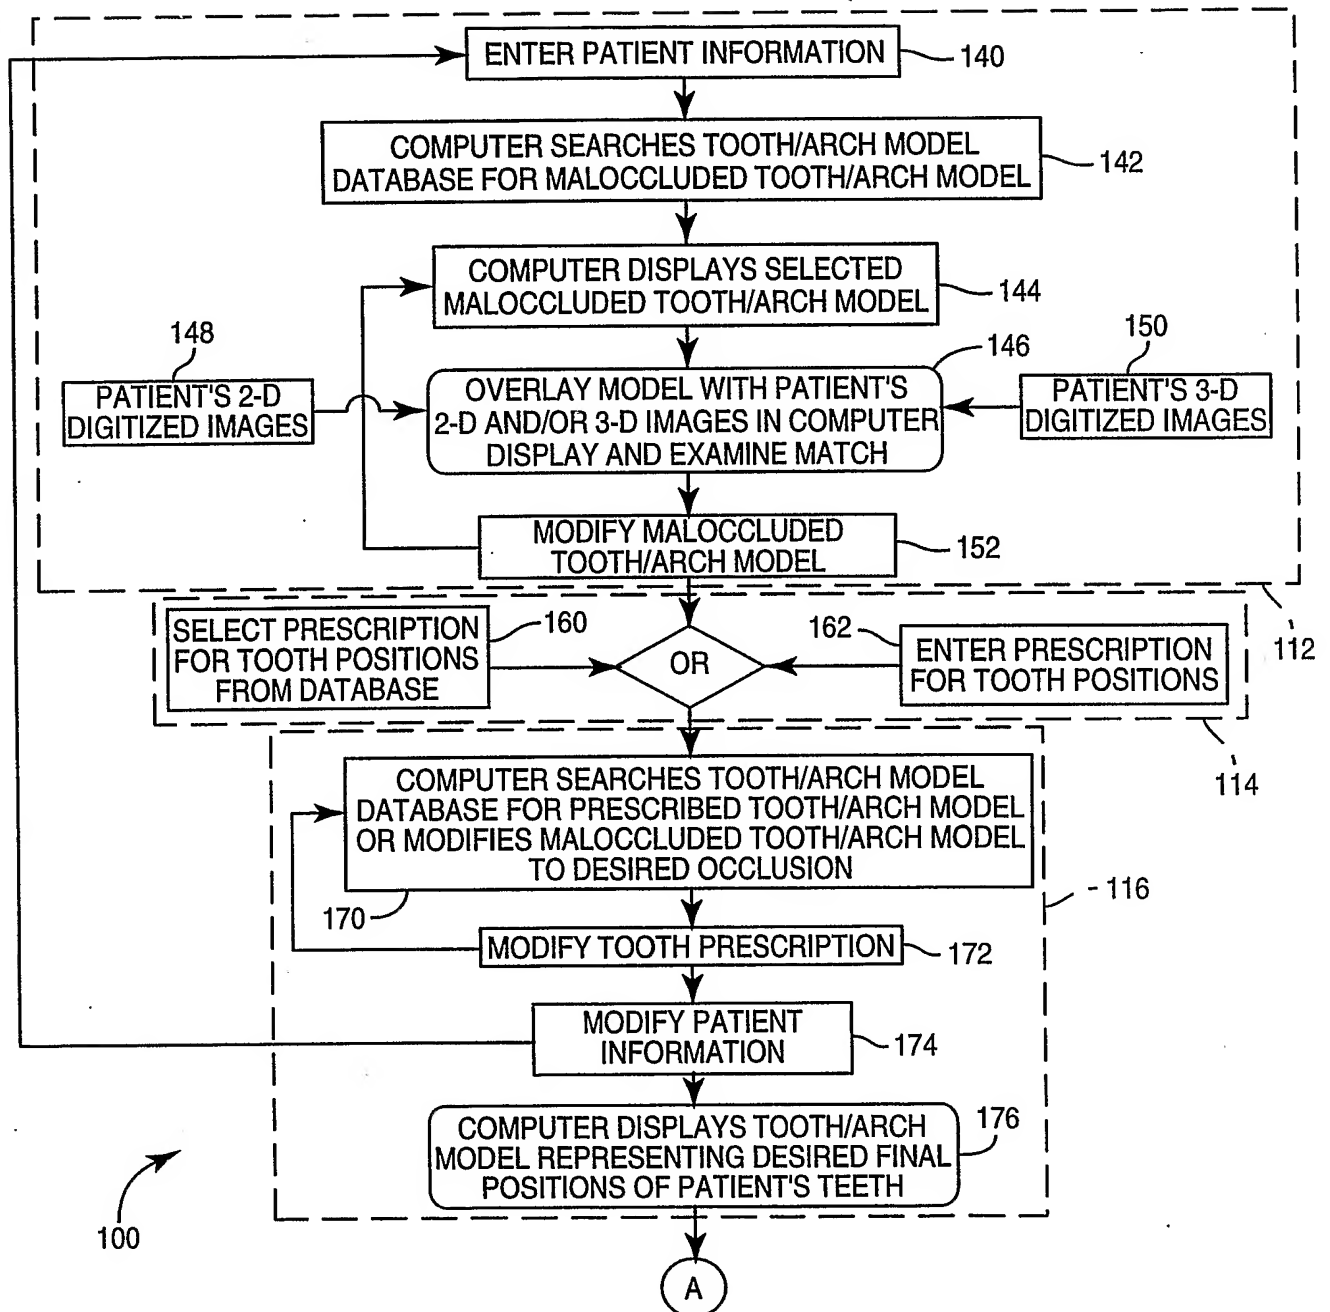 ENTER PATIENT INFORMATION
140
COMPUTER SEARCHES TOOTH/ARCH MODEL
DATABASE FOR MALOCCLUDED TOOTH/ARCH MODEL
142
COMPUTER DISPLAYS SELECTED
MALOCCLUDED TOOTH/ARCH MODEL
144
148
PATIENT'S 2-D
DIGITIZED IMAGES
146
OVERLAY MODEL WITH PATIENT'S
2-D AND/OR 3-D IMAGES IN COMPUTER
DISPLAY AND EXAMINE MATCH
150
PATIENT'S 3-D
DIGITIZED IMAGES
MODIFY MALOCCLUDED
TOOTH/ARCH MODEL
152
112
SELECT PRESCRIPTION
FOR TOOTH POSITIONS
FROM DATABASE
160
OR
162
ENTER PRESCRIPTION
FOR TOOTH POSITIONS
114
COMPUTER SEARCHES TOOTH/ARCH MODEL
DATABASE FOR PRESCRIBED TOOTH/ARCH MODEL
OR MODIFIES MALOCCLUDED TOOTH/ARCH MODEL
TO DESIRED OCCLUSION
170
116
MODIFY TOOTH PRESCRIPTION
172
MODIFY PATIENT
INFORMATION
174
COMPUTER DISPLAYS TOOTH/ARCH
MODEL REPRESENTING DESIRED FINAL
POSITIONS OF PATIENT'S TEETH
176
100
A